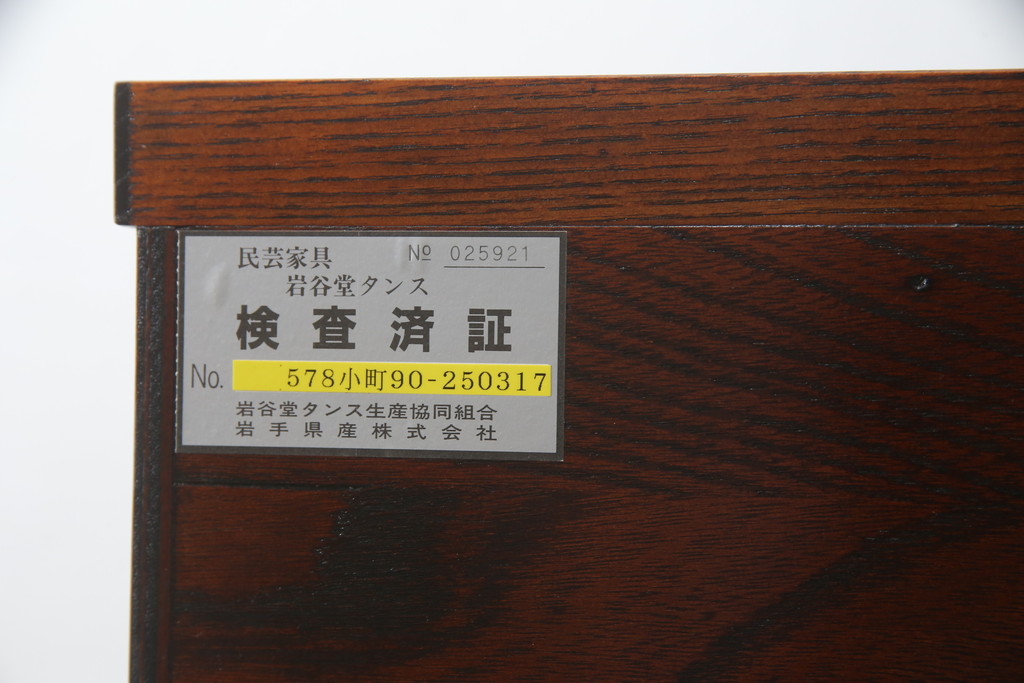 民芸家具 № 025921
岩谷堂タンス
検査済証
No. 578小町90-250317
岩谷堂タンス生産協同組合
岩手県産株式会社